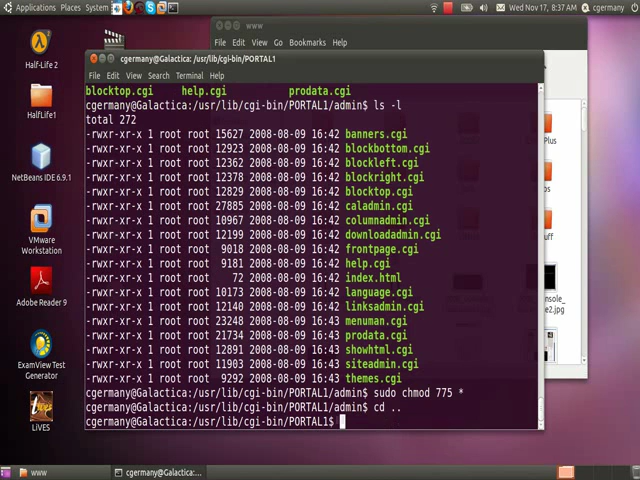 Applications Places System
Wed Nov 17, 8:37 AM cgermany
www
File Edit View Go Bookmarks Help
cgermany@Galactica: /usr/lib/cgi-bin/PORTAL1
File Edit View Search Terminal Help
blocktop.cgi help.cgi prodata.cgi
cgermany@Galactica:/usr/lib/cgi-bin/PORTAL1/admin$ ls -l
total 272
-rwxr-xr-x 1 root root 15627 2008-08-09 16:42 banners.cgi
-rwxr-xr-x 1 root root 12923 2008-08-09 16:42 blockbottom.cgi
-rwxr-xr-x 1 root root 12362 2008-08-09 16:42 blockleft.cgi
-rwxr-xr-x 1 root root 12378 2008-08-09 16:42 blockright.cgi
-rwxr-xr-x 1 root root 12829 2008-08-09 16:42 blocktop.cgi
-rwxr-xr-x 1 root root 27885 2008-08-09 16:42 caladmin.cgi
-rwxr-xr-x 1 root root 10967 2008-08-09 16:42 columnadmin.cgi
-rwxr-xr-x 1 root root 12199 2008-08-09 16:42 downloadadmin.cgi
-rwxr-xr-x 1 root root 9018 2008-08-09 16:42 frontpage.cgi
-rwxr-xr-x 1 root root 9181 2008-08-09 16:42 help.cgi
-rwxr-xr-x 1 root root 72 2008-08-09 16:42 index.html
-rwxr-xr-x 1 root root 10173 2008-08-09 16:42 language.cgi
-rwxr-xr-x 1 root root 12140 2008-08-09 16:42 linksadmin.cgi
-rwxr-xr-x 1 root root 23248 2008-08-09 16:43 menuman.cgi
-rwxr-xr-x 1 root root 21734 2008-08-09 16:43 prodata.cgi
-rwxr-xr-x 1 root root 12891 2008-08-09 16:43 showhtml.cgi
-rwxr-xr-x 1 root root 11903 2008-08-09 16:43 siteadmin.cgi
-rwxr-xr-x 1 root root 9292 2008-08-09 16:43 themes.cgi
cgermany@Galactica:/usr/lib/cgi-bin/PORTAL1/admin$ sudo chmod 775 *
cgermany@Galactica:/usr/lib/cgi-bin/PORTAL1/admin$ cd ..
cgermany@Galactica:/usr/lib/cgi-bin/PORTAL1$
Half-Life 2
HalfLife1
NetBeans IDE 6.9.1
VMware
Workstation
Adobe Reader 9
ExamView Test
Generator
LiVES
Plus
www
cgermany@Galactica:...